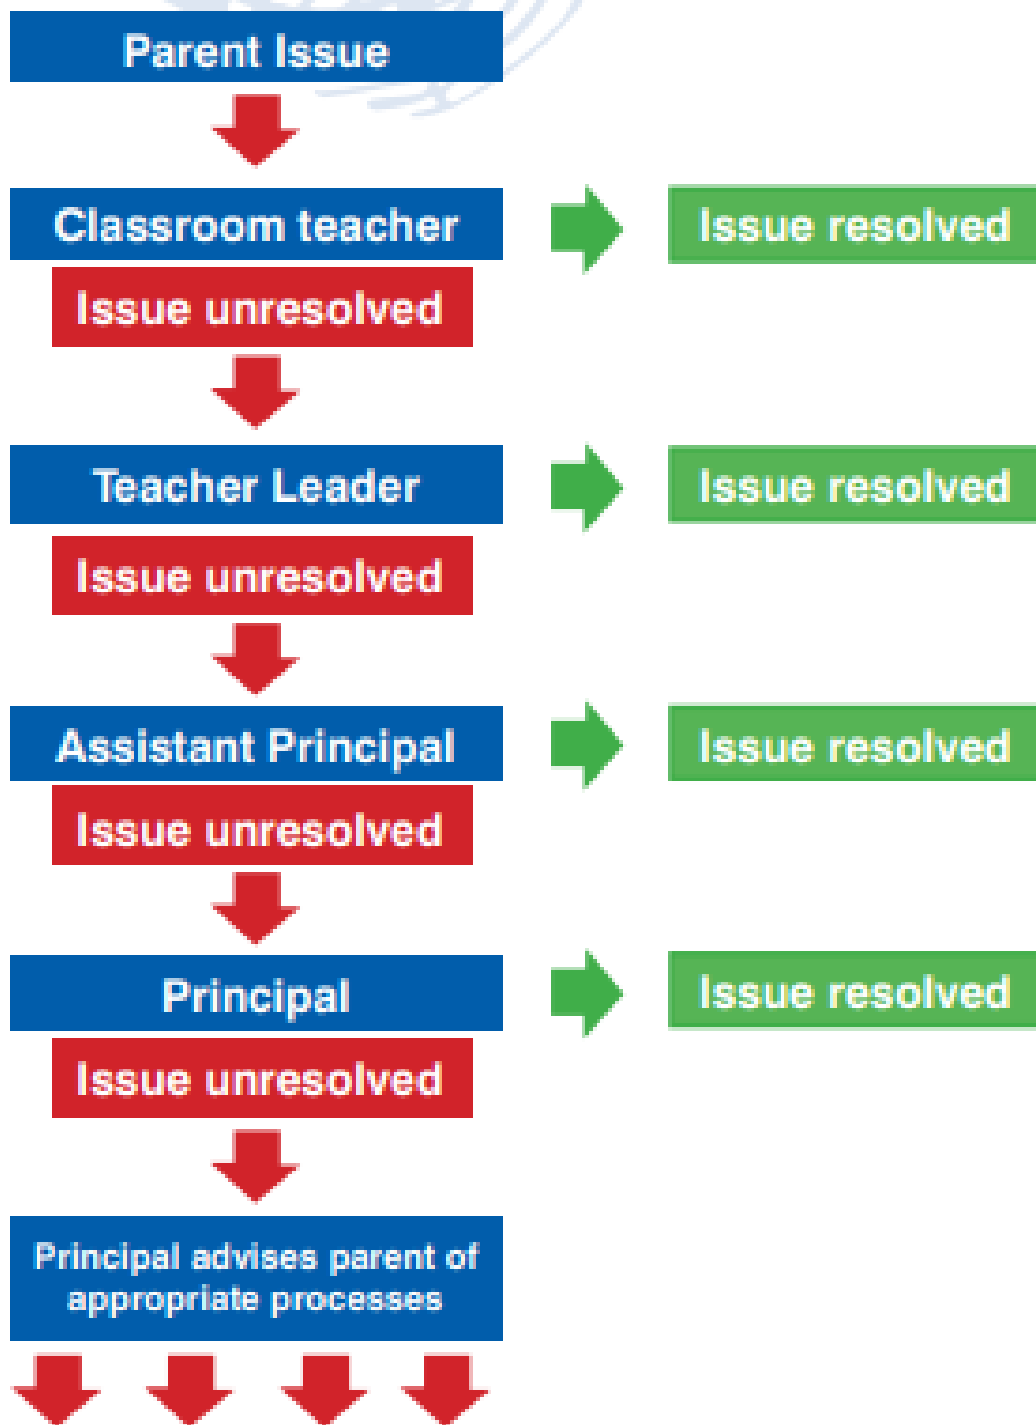 Parent Issue
Classroom teacher
Issue resolved
Issue unresolved
Teacher Leader
Issue resolved
Issue unresolved
Assistant Principal
Issue resolved
Issue unresolved
Principal
Issue resolved
Issue unresolved
Principal advises parent of
appropriate processes